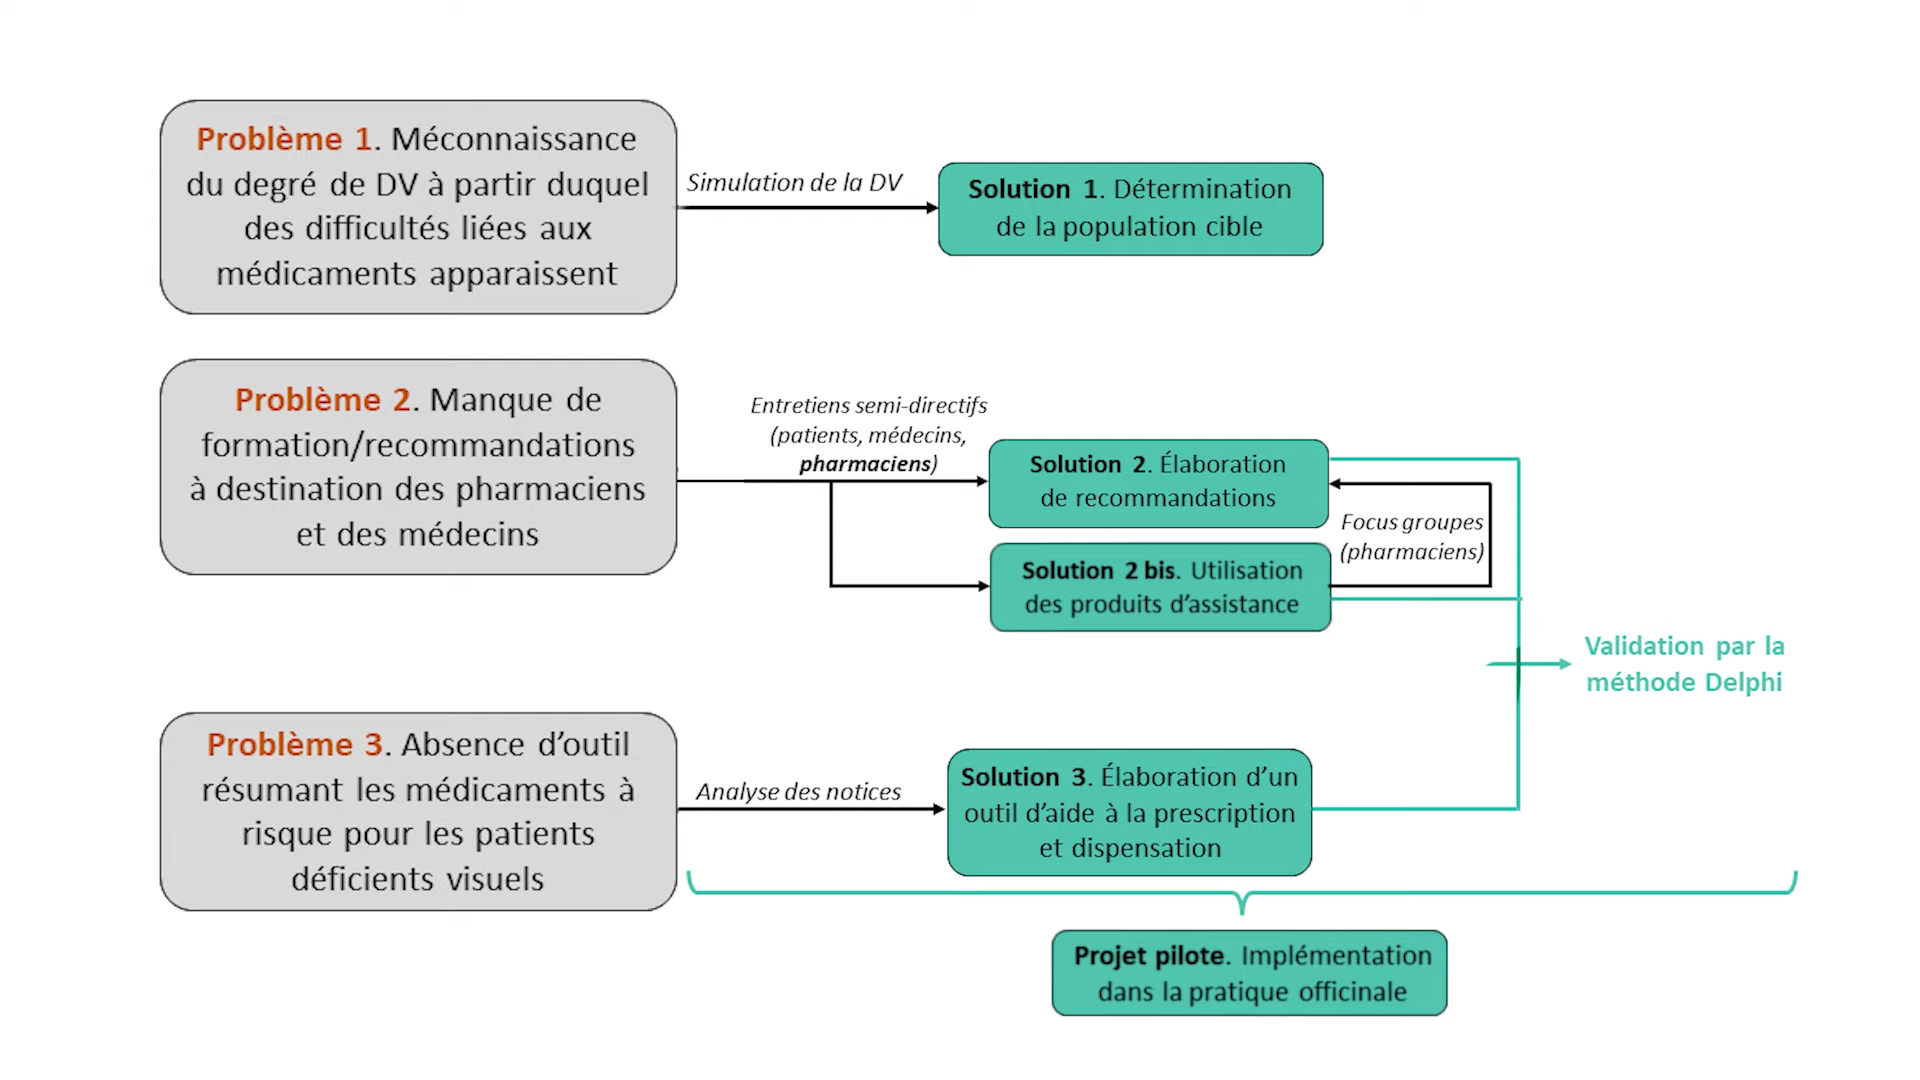 Problème 1. Méconnaissance
du degré de DV à partir duquel
des difficultés liées aux
médicaments apparaissent
Simulation de la DV
Solution 1. Détermination
de la population cible
Problème 2. Manque de
formation/recommandations
à destination des pharmaciens
et des médecins
Entretiens semi-directifs
(patients, médecins,
pharmaciens)
Solution 2. Élaboration
de recommandations
Focus groupes
(pharmaciens)
Solution 2 bis. Utilisation
des produits d’assistance
Validation par la
méthode Delphi
Problème 3. Absence d’outil
résumant les médicaments à
risque pour les patients
déficients visuels
Analyse des notices
Solution 3. Élaboration d’un
outil d’aide à la prescription
et dispensation
Projet pilote. Implémentation
dans la pratique officinale